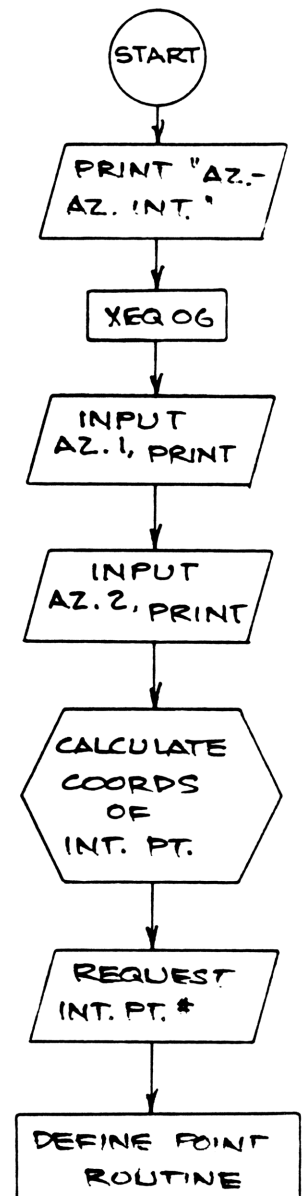 START
PRINT "AZ.-
AZ. INT."
XEQ 06
INPUT
AZ.1, PRINT
INPUT
AZ.2, PRINT
CALCULATE
COORDS
OF
INT. PT.
REQUEST
INT. PT. #
DEFINE POINT
ROUTINE